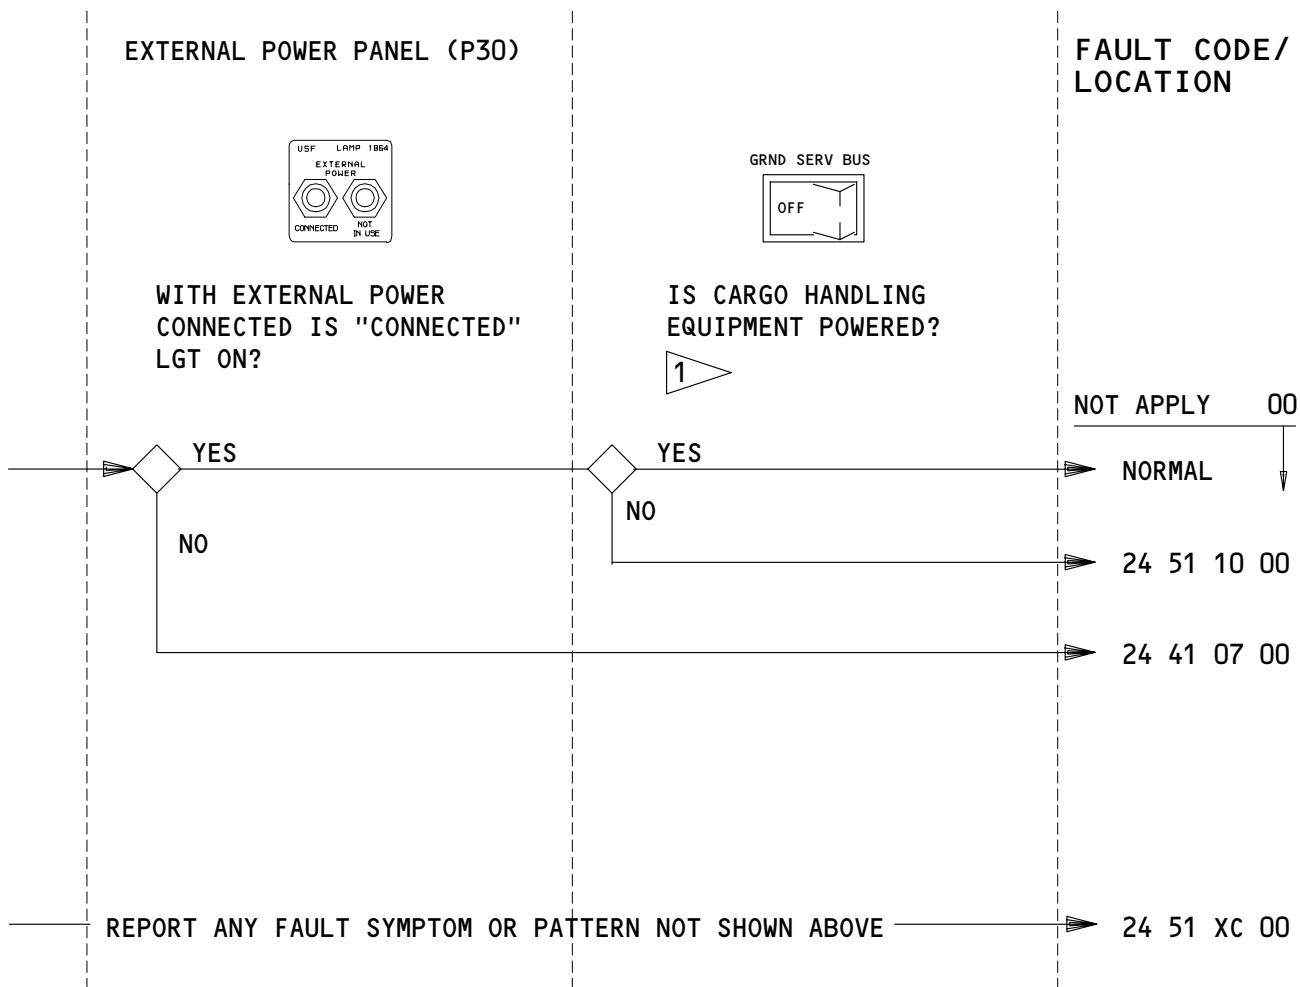 EXTERNAL POWER PANEL (P30)
FAULT CODE/
LOCATION
USF LAMP 1864
EXTERNAL
POWER
CONNECTED
NOT
IN USE
GRND SERV BUS
OFF
WITH EXTERNAL POWER
CONNECTED IS "CONNECTED"
LGT ON?
IS CARGO HANDLING
EQUIPMENT POWERED?
1
NOT APPLY 00
YES
YES
NORMAL
NO
NO
24 51 10 00
24 41 07 00
REPORT ANY FAULT SYMPTOM OR PATTERN NOT SHOWN ABOVE
24 51 XC 00